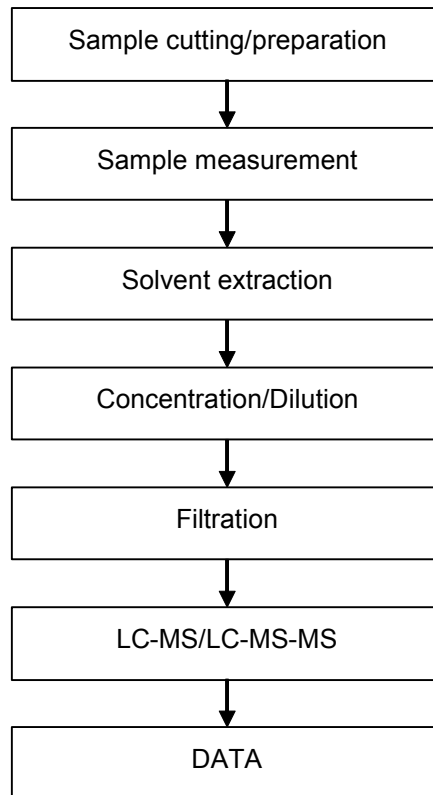 Sample cutting/preparation
Sample measurement
Solvent extraction
Concentration/Dilution
Filtration
LC-MS/LC-MS-MS
DATA